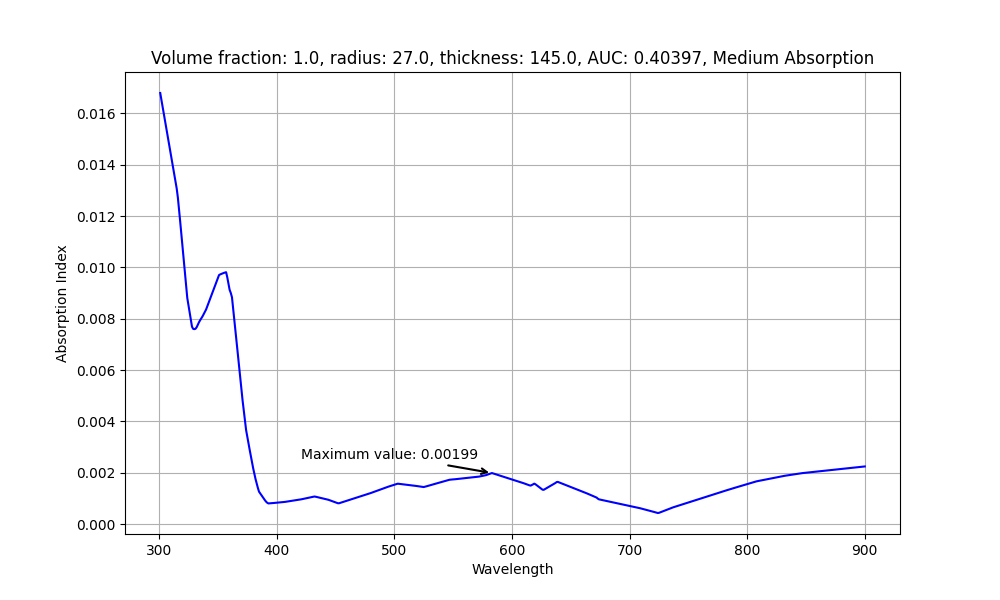 Volume fraction: 1.0, radius: 27.0, thickness: 145.0, AUC: 0.40397, Medium Absorption
Absorption Index
0.016
0.014
0.012
0.010
0.008
0.006
0.004
0.002
0.000
Maximum value: 0.00199
300 400 500 600 700 800 900
Wavelength